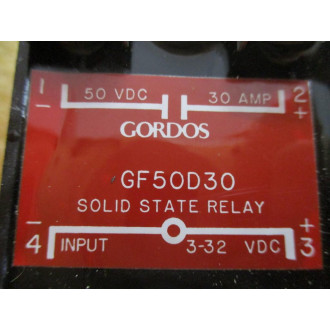 1 50 VDC 30 AMP 2
- +
GORDOS
GF50D30
SOLID STATE RELAY
- +
4 INPUT 3-32 VDC 3